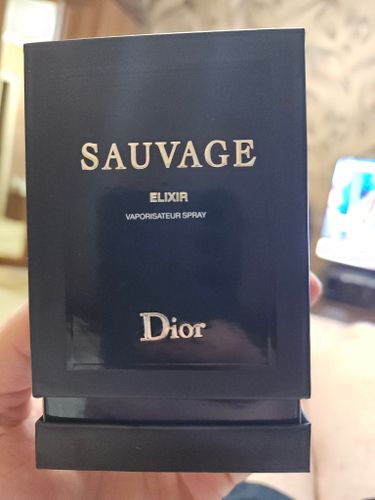 SAUVAGE
ELIXIR
VAPORISATEUR SPRAY
Dior